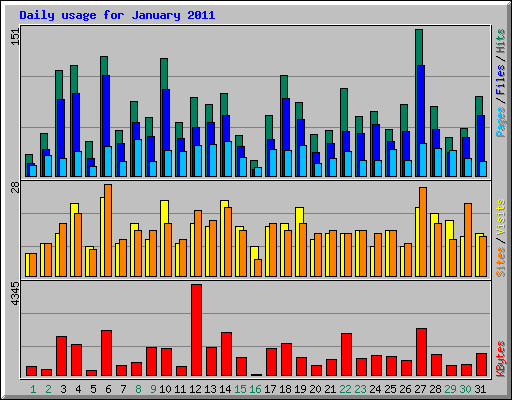 Daily usage for January 2011
151
Pages / Files / Hits
28
Sites / Visits
4345
KBytes
1 2 3 4 5 6 7 8 9 10 11 12 13 14 15 16 17 18 19 20 21 22 23 24 25 26 27 28 29 30 31